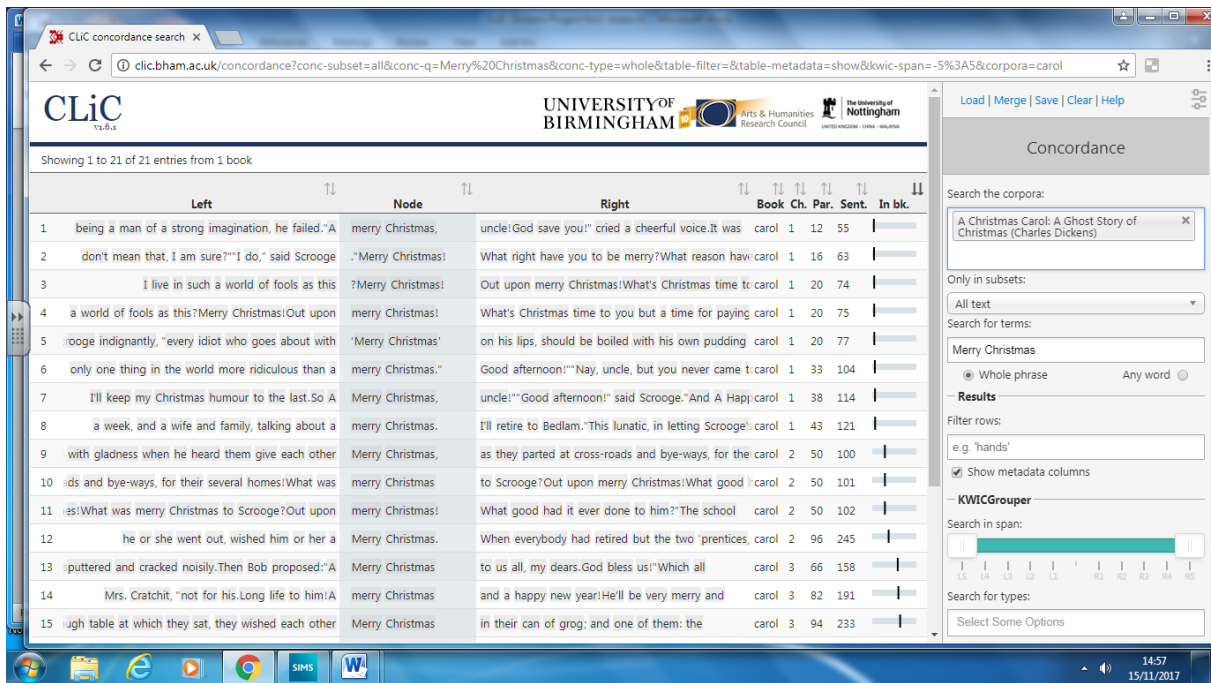 CLiC concordance search
clic.bham.ac.uk/concordance?conc-subset=all&conc-q=Merry%20Christmas&conc-type=whole&table-filter=&table-metadata=show&kwic-span=-5%3A5&corpora=carol
CLiC
v1.6.1
UNIVERSITY OF
BIRMINGHAM
Arts & Humanities
Research Council
The University of
Nottingham
UNITED KINGDOM · CHINA · MALAYSIA
Showing 1 to 21 of 21 entries from 1 book
Left Node Right Book Ch. Par. Sent. In bk.
1 being a man of a strong imagination, he failed."A merry Christmas, uncle!God save you!" cried a cheerful voice.It was carol 1 12 55
2 don't mean that, I am sure?""I do," said Scrooge ."Merry Christmas! What right have you to be merry?What reason have carol 1 16 63
3 I live in such a world of fools as this ?Merry Christmas! Out upon merry Christmas!What's Christmas time to carol 1 20 74
4 a world of fools as this?Merry Christmas!Out upon merry Christmas! What's Christmas time to you but a time for paying carol 1 20 75
5 rooge indignantly, "every idiot who goes about with 'Merry Christmas' on his lips, should be boiled with his own pudding carol 1 20 77
6 only one thing in the world more ridiculous than a merry Christmas." Good afternoon!""Nay, uncle, but you never came t carol 1 33 104
7 I'll keep my Christmas humour to the last.So A Merry Christmas, uncle!""Good afternoon!" said Scrooge."And A Happ carol 1 38 114
8 a week, and a wife and family, talking about a merry Christmas. I'll retire to Bedlam."This lunatic, in letting Scrooge's carol 1 43 121
9 with gladness when he heard them give each other Merry Christmas, as they parted at cross-roads and bye-ways, for the carol 2 50 100
10 ds and bye-ways, for their several homes!What was merry Christmas to Scrooge?Out upon merry Christmas!What good carol 2 50 101
11 es!What was merry Christmas to Scrooge?Out upon merry Christmas! What good had it ever done to him?"The school carol 2 50 102
12 he or she went out, wished him or her a Merry Christmas. When everybody had retired but the two 'prentices, carol 2 96 245
13 sputtered and cracked noisily.Then Bob proposed:"A Merry Christmas to us all, my dears.God bless us!"Which all carol 3 66 158
14 Mrs. Cratchit, "not for his.Long life to him!A merry Christmas and a happy new year!He'll be very merry and carol 3 82 191
15 ugh table at which they sat, they wished each other Merry Christmas in their can of grog; and one of them: the carol 3 94 233
Load | Merge | Save | Clear | Help
Concordance
Search the corpora:
A Christmas Carol: A Ghost Story of
Christmas (Charles Dickens)
Only in subsets:
All text
Search for terms:
Merry Christmas
Whole phrase Any word
Results
Filter rows:
e.g. 'hands'
Show metadata columns
KWICGrouper
Search in span:
L5 L4 L3 L2 L1 R1 R2 R3 R4 R5
Search for types:
Select Some Options
SIMS
14:57
15/11/2017